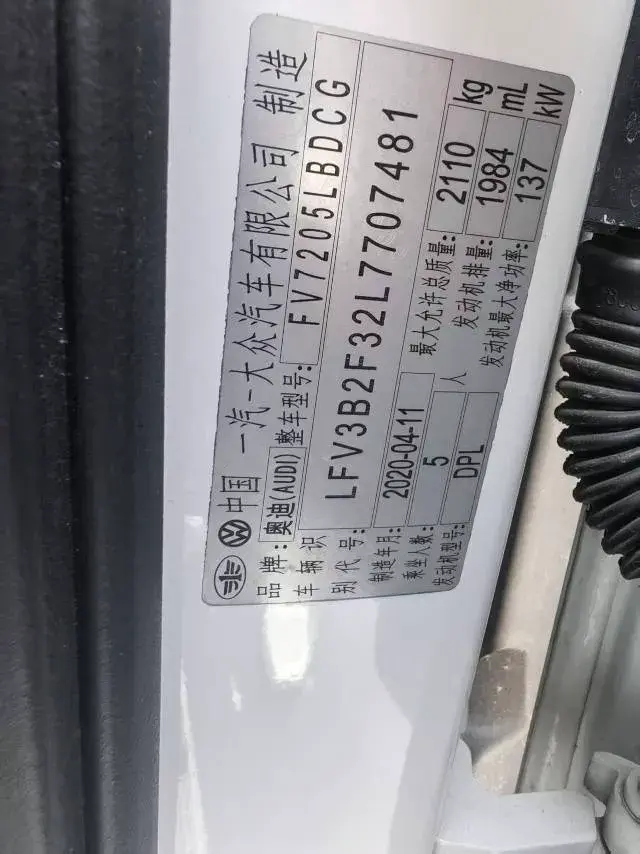 中国 一汽-大众汽车有限公司 制造
品牌: 奥迪(AUDI) 整车型号: FV7205LBDCG
车辆识别代号: LFV3B2F32L7707481
制造年月: 2020-04-11 最大允许总质量: 2110 kg
乘坐人数: 5 人 发动机排量: 1984 mL
发动机型号: DPL 发动机最大净功率: 137 kW